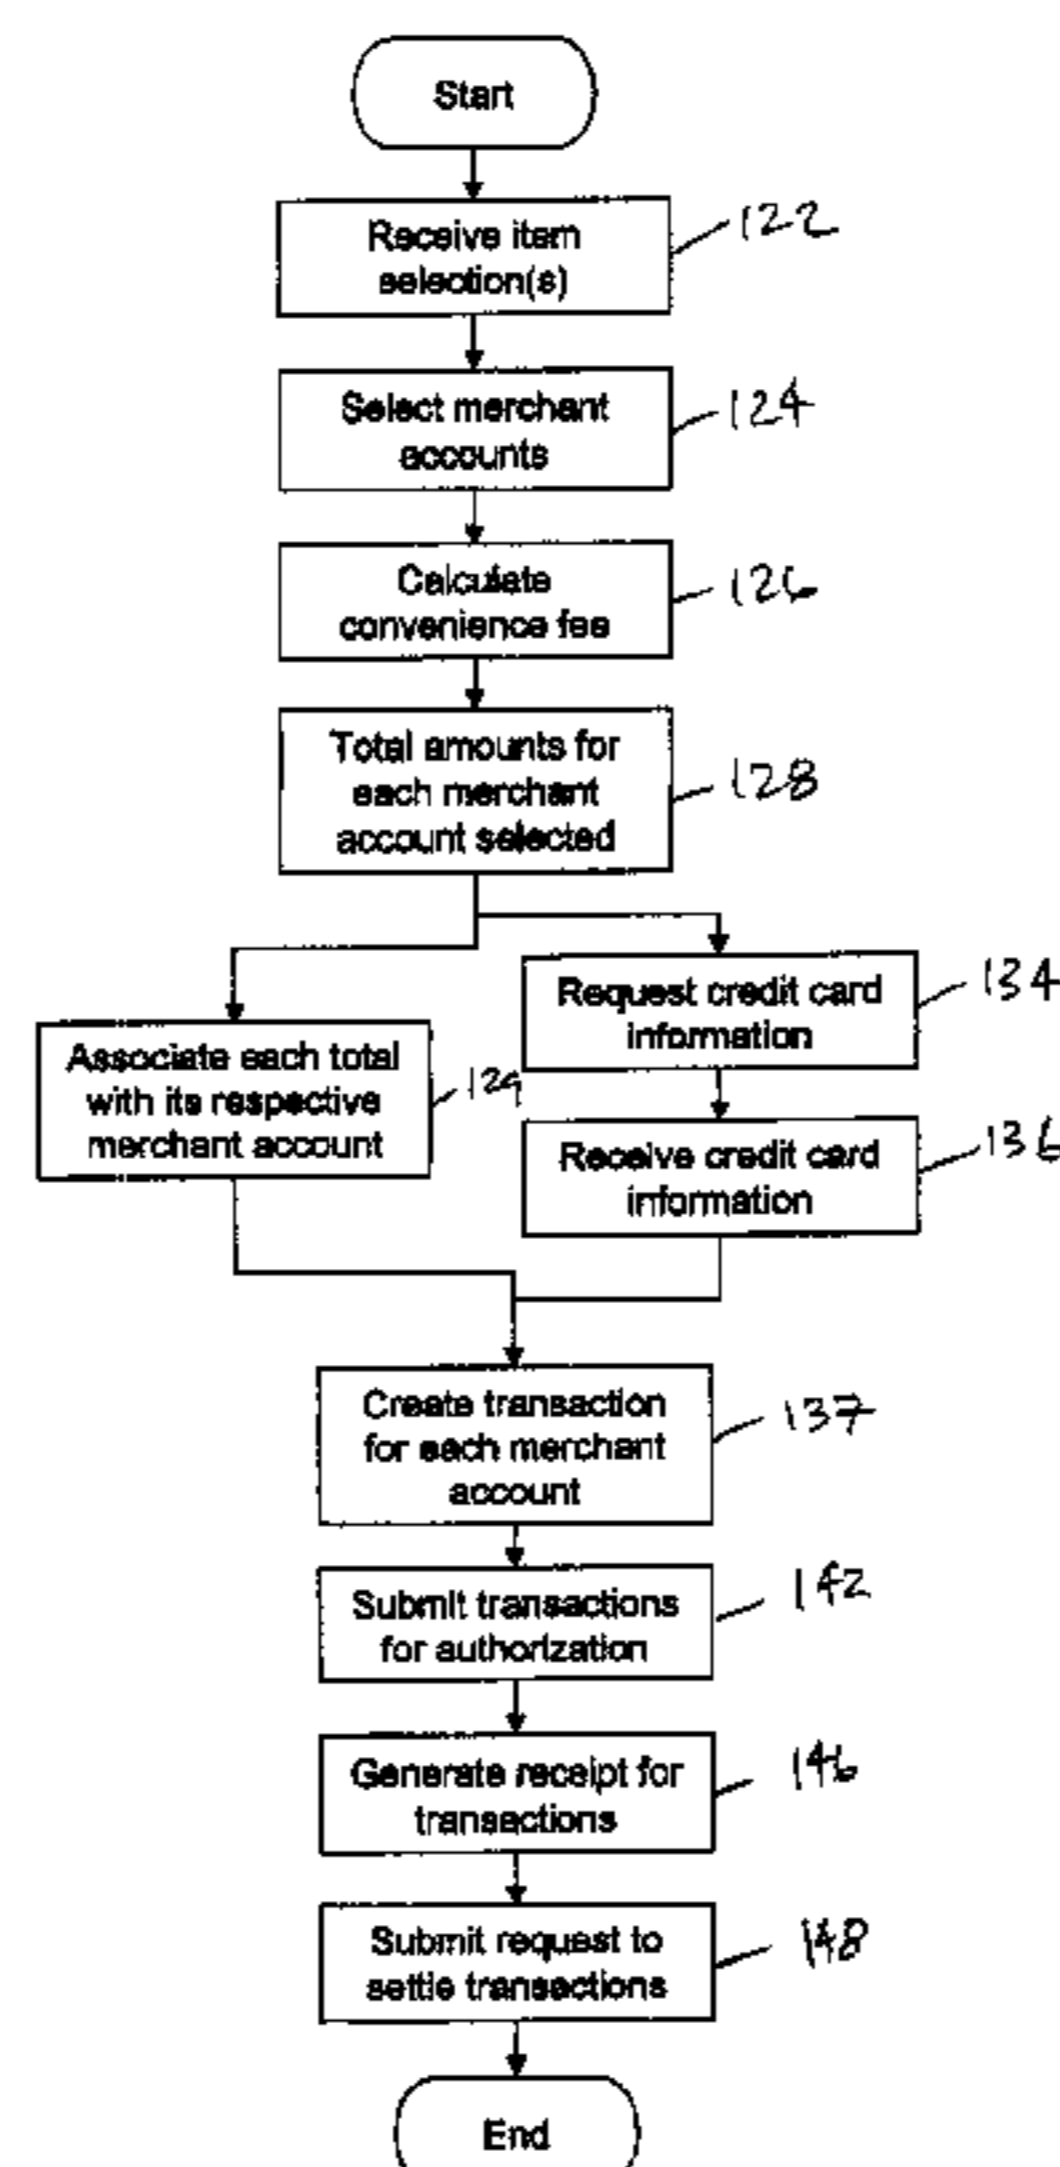 Start
Receive item
selection(s)
122
Select merchant
accounts
124
Calculate
convenience fee
126
Total amounts for
each merchant
account selected
128
Request credit card
information
134
Associate each total
with its respective
merchant account
129
Receive credit card
information
136
Create transaction
for each merchant
account
137
Submit transactions
for authorization
142
Generate receipt for
transactions
146
Submit request to
settle transactions
148
End